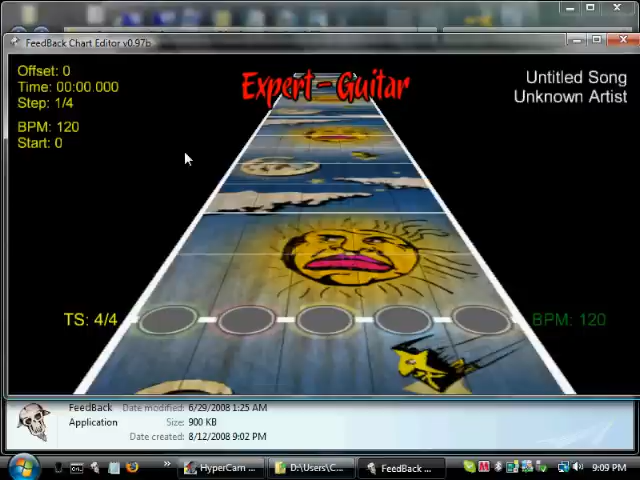 FeedBack Chart Editor v0.97b
Offset: 0
Time: 00:00.000
Step: 1/4
BPM: 120
Start: 0
Expert - Guitar
Untitled Song
Unknown Artist
TS: 4/4
BPM: 120
FeedBack Date modified: 6/29/2008 1:25 AM
Application Size: 900 KB
Date created: 8/12/2008 9:02 PM
HyperCam ... D:\Users\C... FeedBack ... 9:09 PM